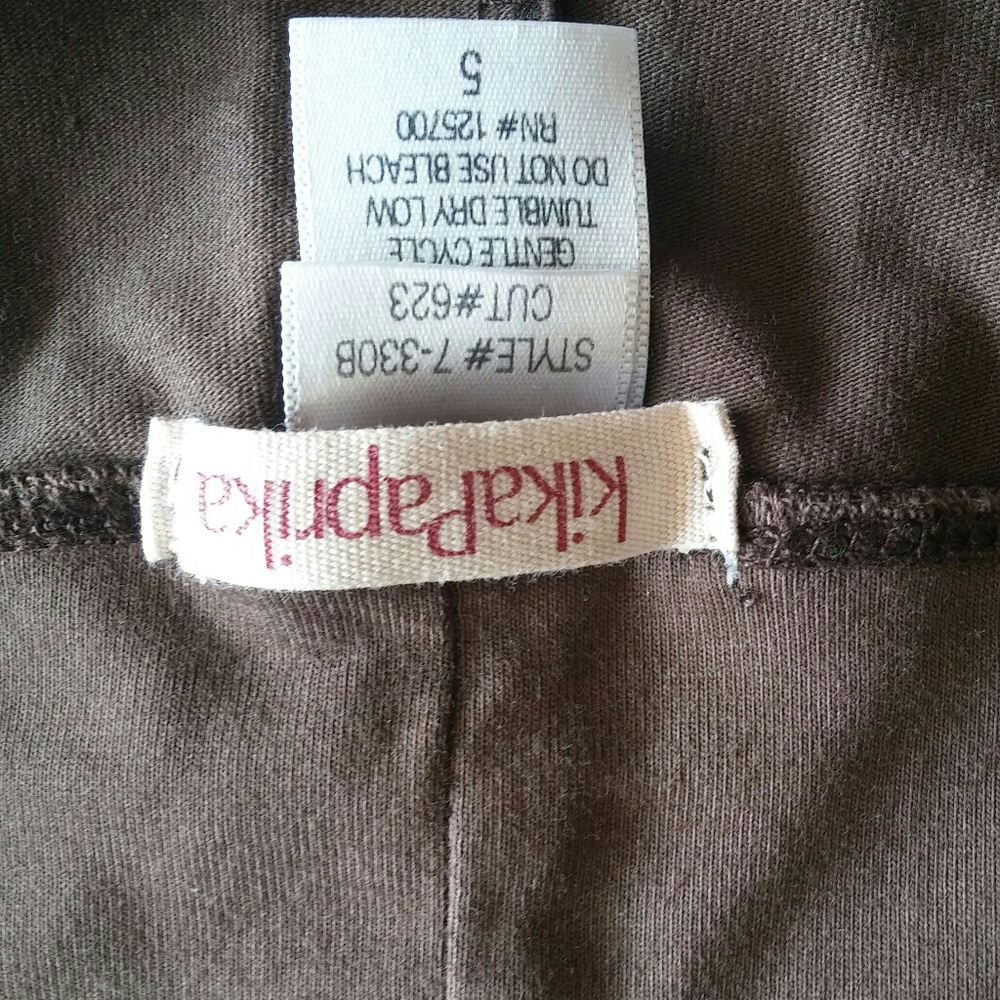 kikaPaprika
STYLE# 7-330B
CUT#623
GENTLE CYCLE
TUMBLE DRY LOW
DO NOT USE BLEACH
RN# 125700
5